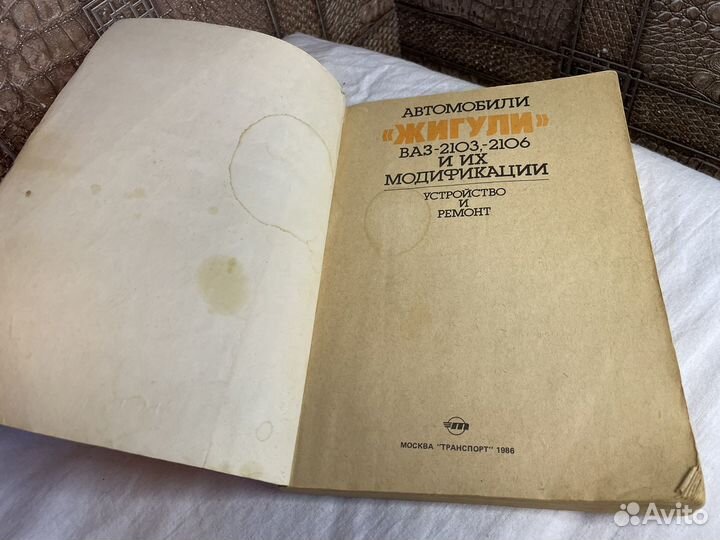 АВТОМОБИЛИ
«ЖИГУЛИ»
ВАЗ-2103,-2106
И ИХ
МОДИФИКАЦИИ
УСТРОЙСТВО
И
РЕМОНТ
МОСКВА "ТРАНСПОРТ" 1986
Avito